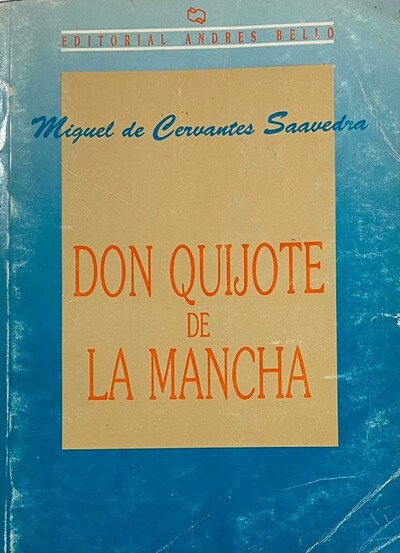 EDITORIAL ANDRES BELLO
Miguel de Cervantes Saavedra
DON QUIJOTE
DE
LA MANCHA